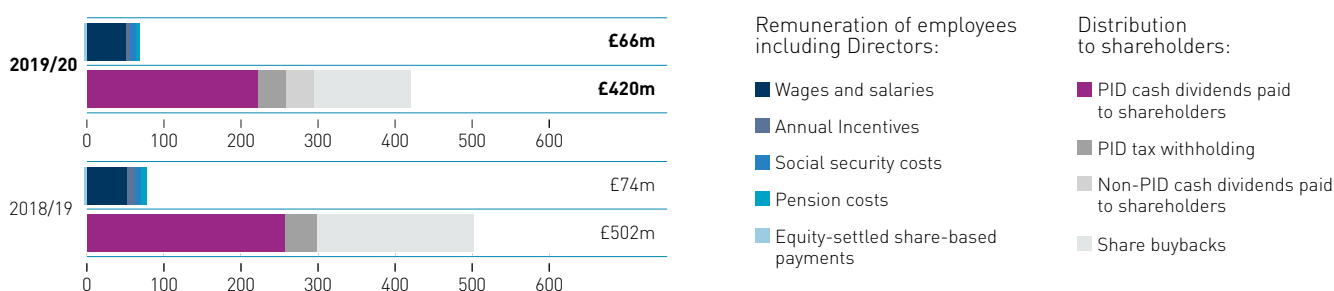 2019/20
£66m
£420m
0 100 200 300 400 500 600
2018/19
£74m
£502m
0 100 200 300 400 500 600
Remuneration of employees
including Directors:
Wages and salaries
Annual Incentives
Social security costs
Pension costs
Equity-settled share-based
payments
Distribution
to shareholders:
PID cash dividends paid
to shareholders
PID tax withholding
Non-PID cash dividends paid
to shareholders
Share buybacks